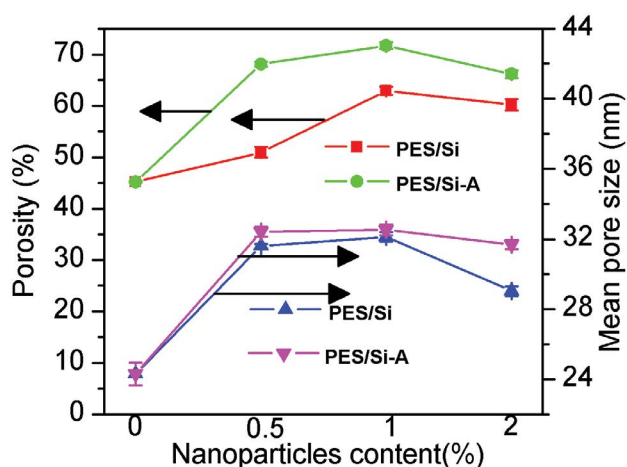 70
60
50
40
30
20
10
0
Porosity (%)
44
40
36
32
28
24
Mean pore size (nm)
PES/Si
PES/Si-A
PES/Si
PES/Si-A
0
0.5
1
2
Nanoparticles content(%)